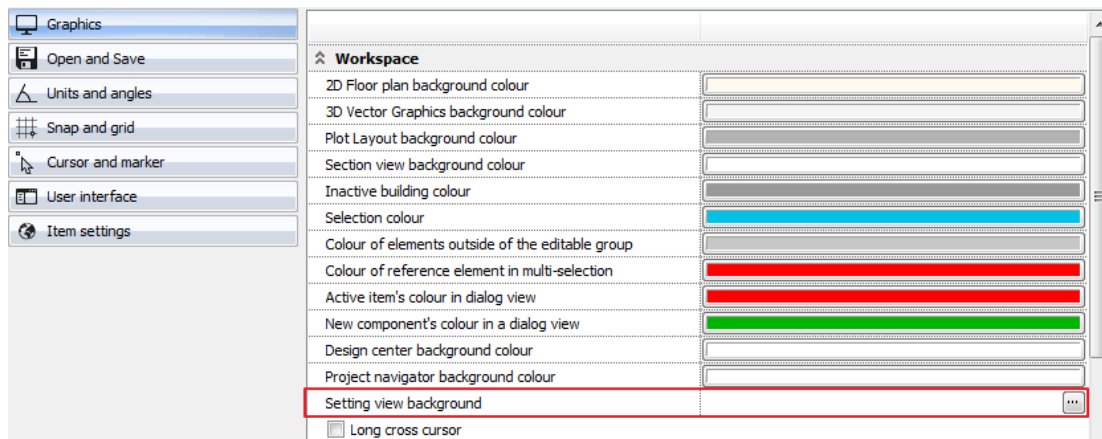 Graphics
Open and Save
Units and angles
Snap and grid
Cursor and marker
User interface
Item settings
Workspace
2D Floor plan background colour
3D Vector Graphics background colour
Plot Layout background colour
Section view background colour
Inactive building colour
Selection colour
Colour of elements outside of the editable group
Colour of reference element in multi-selection
Active item's colour in dialog view
New component's colour in a dialog view
Design center background colour
Project navigator background colour
Setting view background ...
Long cross cursor